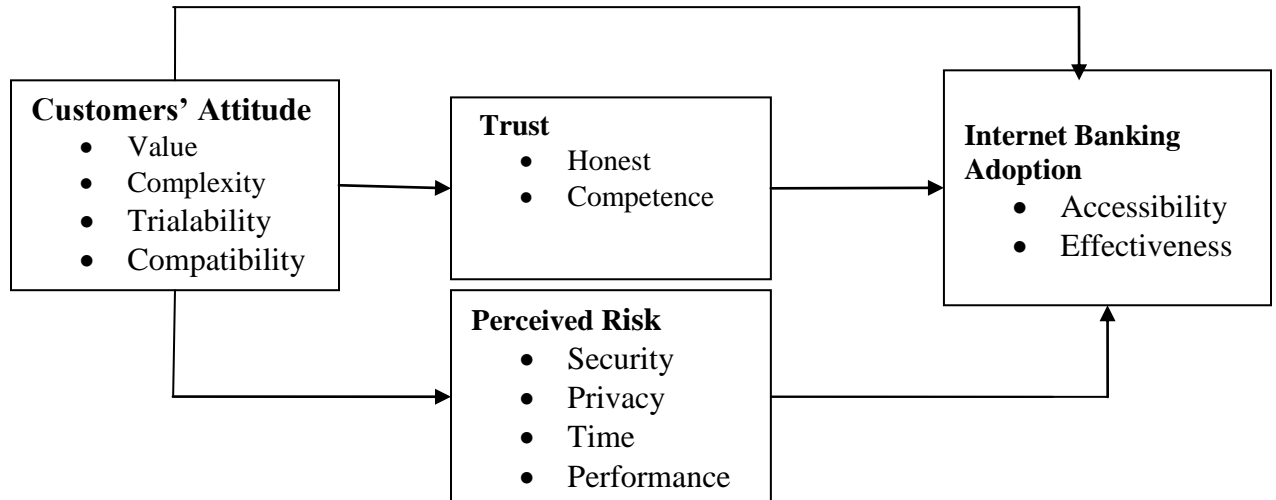 Customers’ Attitude
• Value
• Complexity
• Trialability
• Compatibility
Trust
• Honest
• Competence
Perceived Risk
• Security
• Privacy
• Time
• Performance
Internet Banking
Adoption
• Accessibility
• Effectiveness